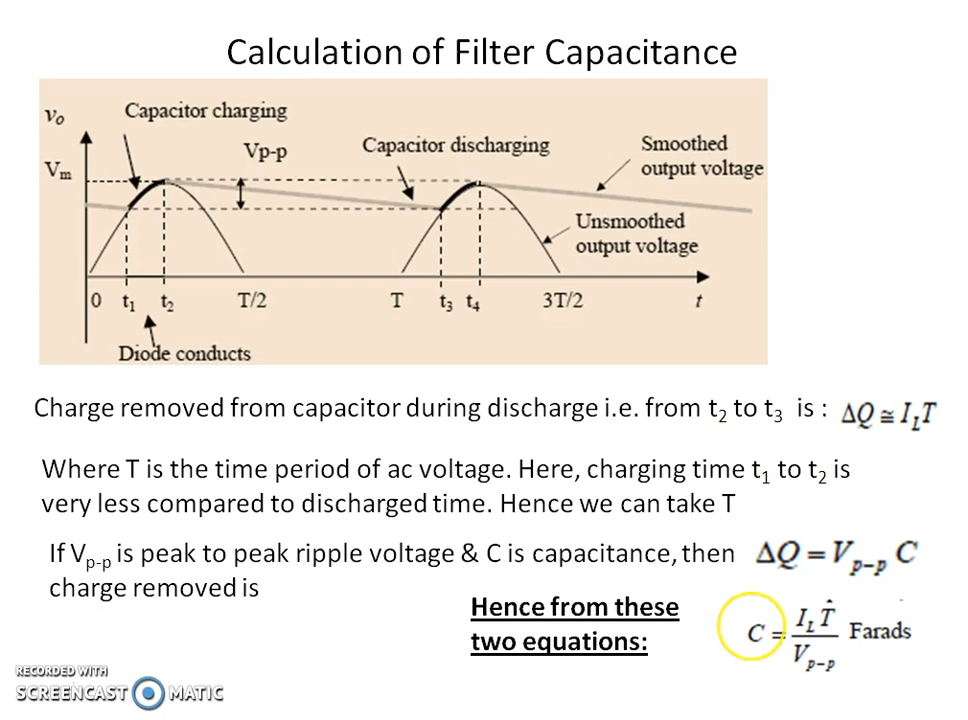 Calculation of Filter Capacitance
vₒ
Capacitor charging
Vp-p
Capacitor discharging
Smoothed
output voltage
Vₘ
Unsmoothed
output voltage
0 t₁ t₂ T/2 T t₃ t₄ 3T/2 t
Diode conducts
Charge removed from capacitor during discharge i.e. from t₂ to t₃ is : ΔQ ≅ I_L T
Where T is the time period of ac voltage. Here, charging time t₁ to t₂ is
very less compared to discharged time. Hence we can take T
If V_{p-p} is peak to peak ripple voltage & C is capacitance, then ΔQ = V_{p-p} C
charge removed is
Hence from these
two equations:
C = I_L T / V_{p-p} Farads
RECORDED WITH
SCREENCAST MATIC